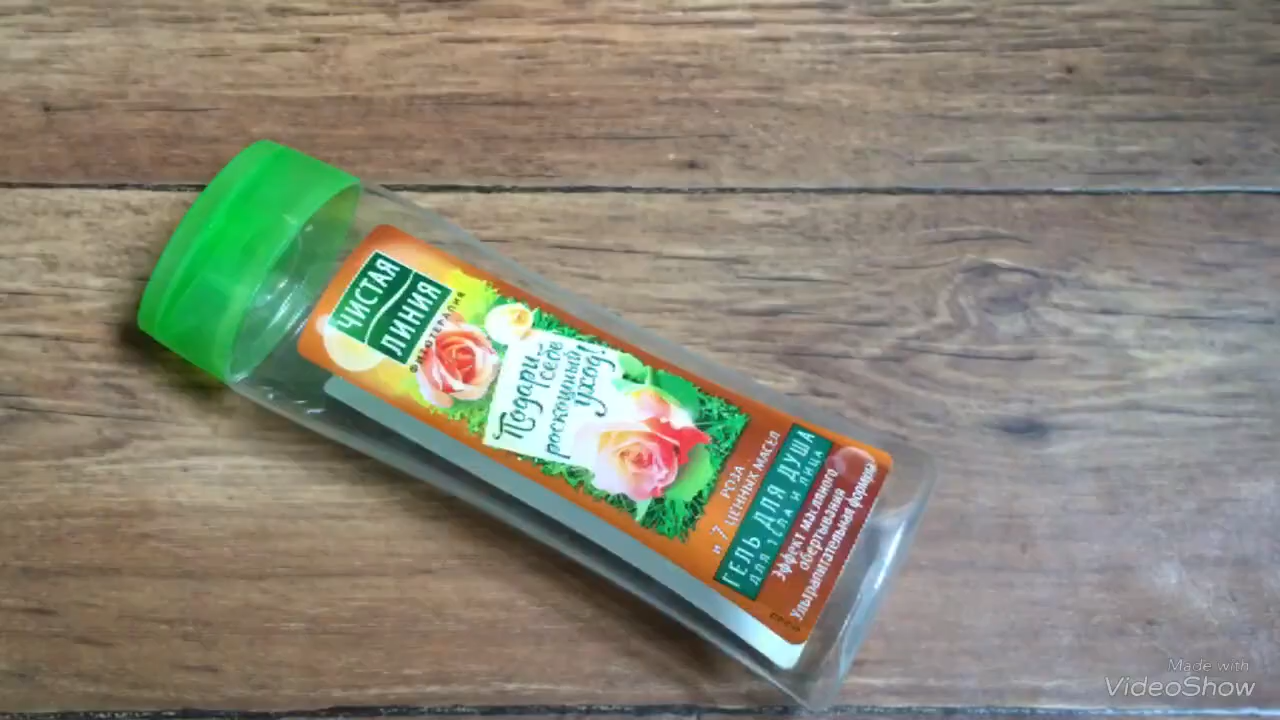 ЧИСТАЯ
ЛИНИЯ
ФИТОТЕРАПИЯ
Подари
себе
роскошный
уход!
РОЗА
и 7 ЦЕННЫХ МАСЕЛ
ГЕЛЬ ДЛЯ ДУША
ДЛЯ ТЕЛА И ЛИЦА
Эффект масляного
обертывания
Ультрапитательная формула
Made with
VideoShow